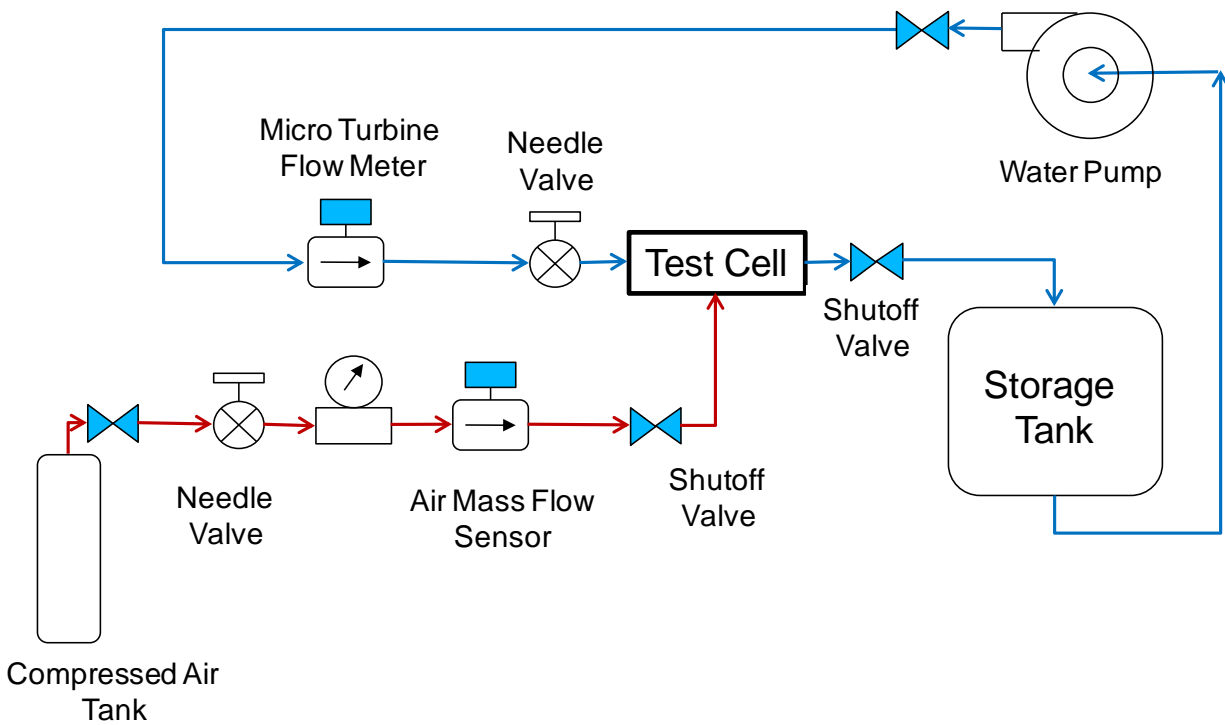 Micro Turbine
Flow Meter
Needle
Valve
Water Pump
Test Cell
Shutoff
Valve
Storage
Tank
Needle
Valve
Air Mass Flow
Sensor
Shutoff
Valve
Compressed Air
Tank